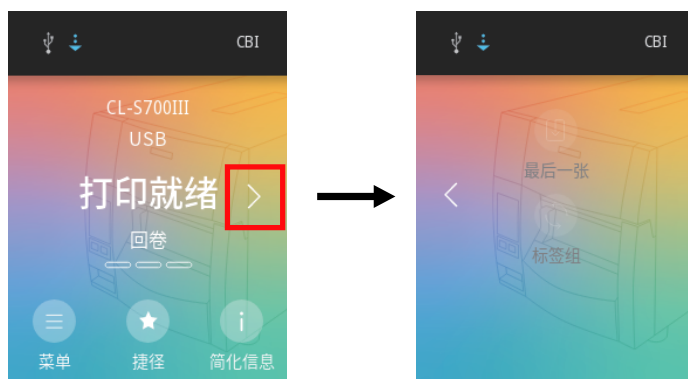 CBI
CL-S700III
USB
打印就绪
回卷
菜单
捷径
简化信息
CBI
最后一张
标签组